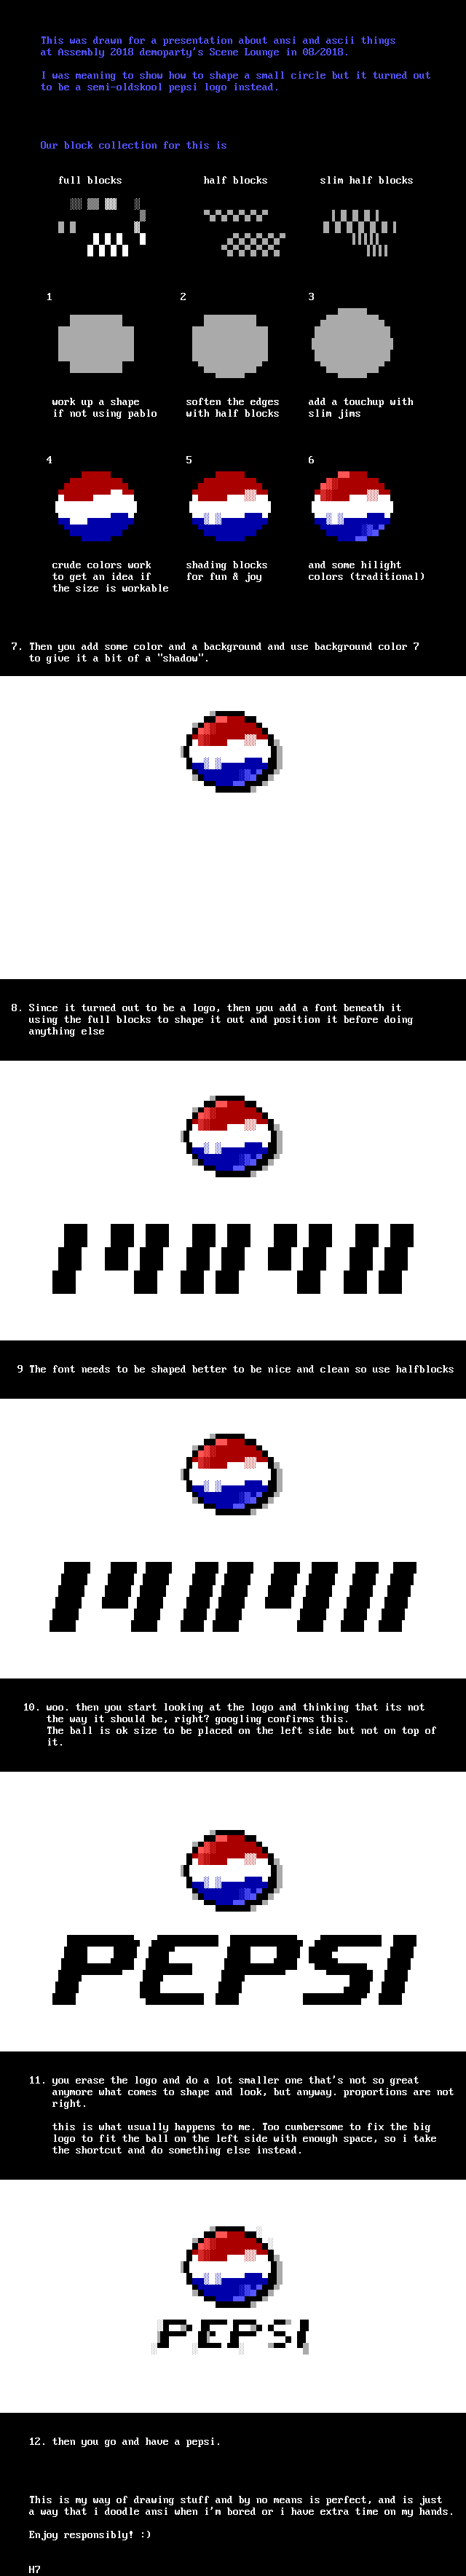 This was drawn for a presentation about ansi and ascii things
at Assembly 2018 demoparty's Scene Lounge in 08/2018.
I was meaning to show how to shape a small circle but it turned out
to be a semi-oldskool pepsi logo instead.
Our block collection for this is
full blocks half blocks slim half blocks
1 2 3
work up a shape soften the edges add a touchup with
if not using pablo with half blocks slim jims
4 5 6
crude colors work shading blocks and some hilight
to get an idea if for fun & joy colors (traditional)
the size is workable
7. Then you add some color and a background and use background color 7
to give it a bit of a "shadow".
8. Since it turned out to be a logo, then you add a font beneath it
using the full blocks to shape it out and position it before doing
anything else
9 The font needs to be shaped better to be nice and clean so use halfblocks
10. woo. then you start looking at the logo and thinking that its not
the way it should be, right? googling confirms this.
The ball is ok size to be placed on the left side but not on top of
it.
PEPSI
11. you erase the logo and do a lot smaller one that's not so great
anymore what comes to shape and look, but anyway. proportions are not
right.
this is what usually happens to me. Too cumbersome to fix the big
logo to fit the ball on the left side with enough space, so i take
the shortcut and do something else instead.
PEPSI
12. then you go and have a pepsi.
This is my way of drawing stuff and by no means is perfect, and is just
a way that i doodle ansi when i'm bored or i have extra time on my hands.
Enjoy responsibly! :)
H7